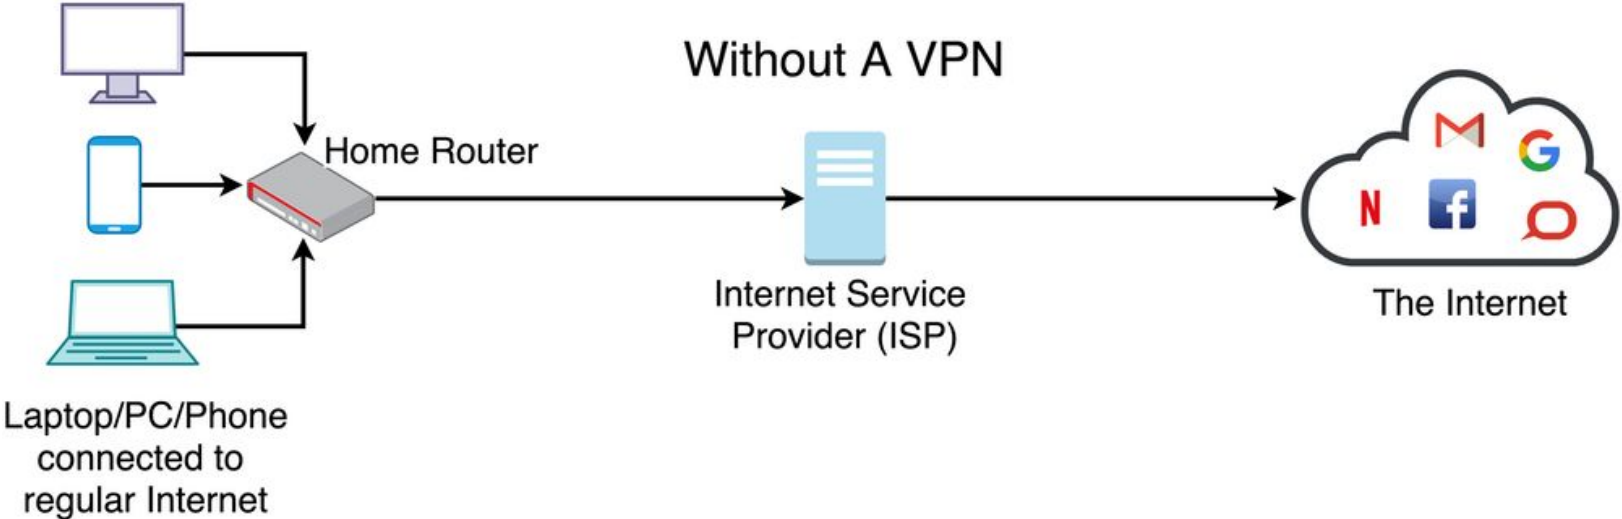 Without A VPN
Home Router
Internet Service
Provider (ISP)
The Internet
Laptop/PC/Phone
connected to
regular Internet